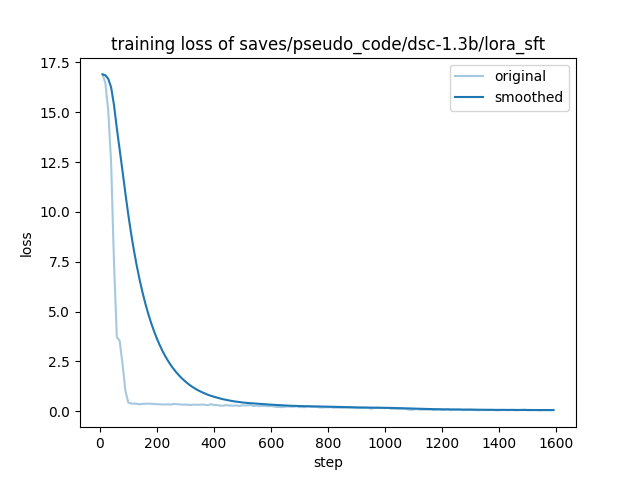 training loss of saves/pseudo_code/dsc-1.3b/lora_sft
original
smoothed
17.5
15.0
12.5
10.0
7.5
5.0
2.5
0.0
loss
0 200 400 600 800 1000 1200 1400 1600
step